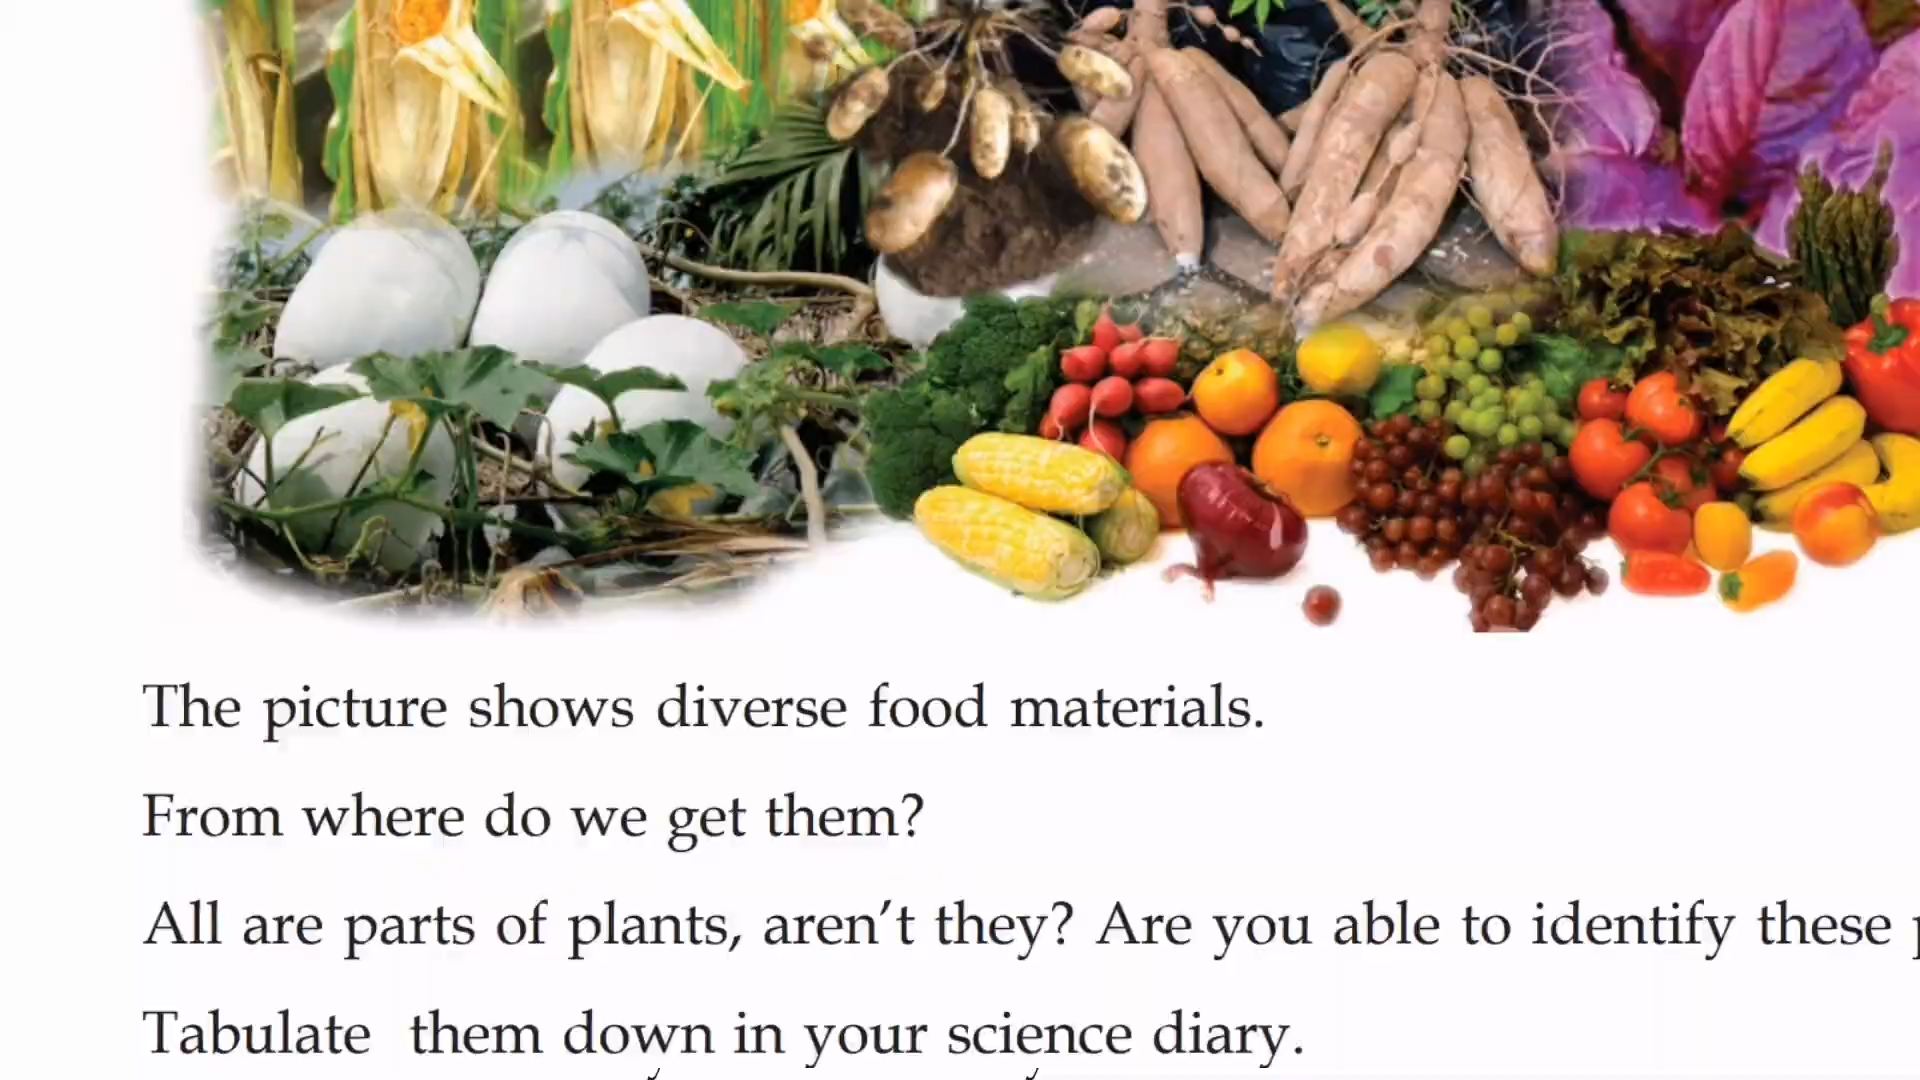 The picture shows diverse food materials.
From where do we get them?
All are parts of plants, aren’t they? Are you able to identify these
Tabulate them down in your science diary.